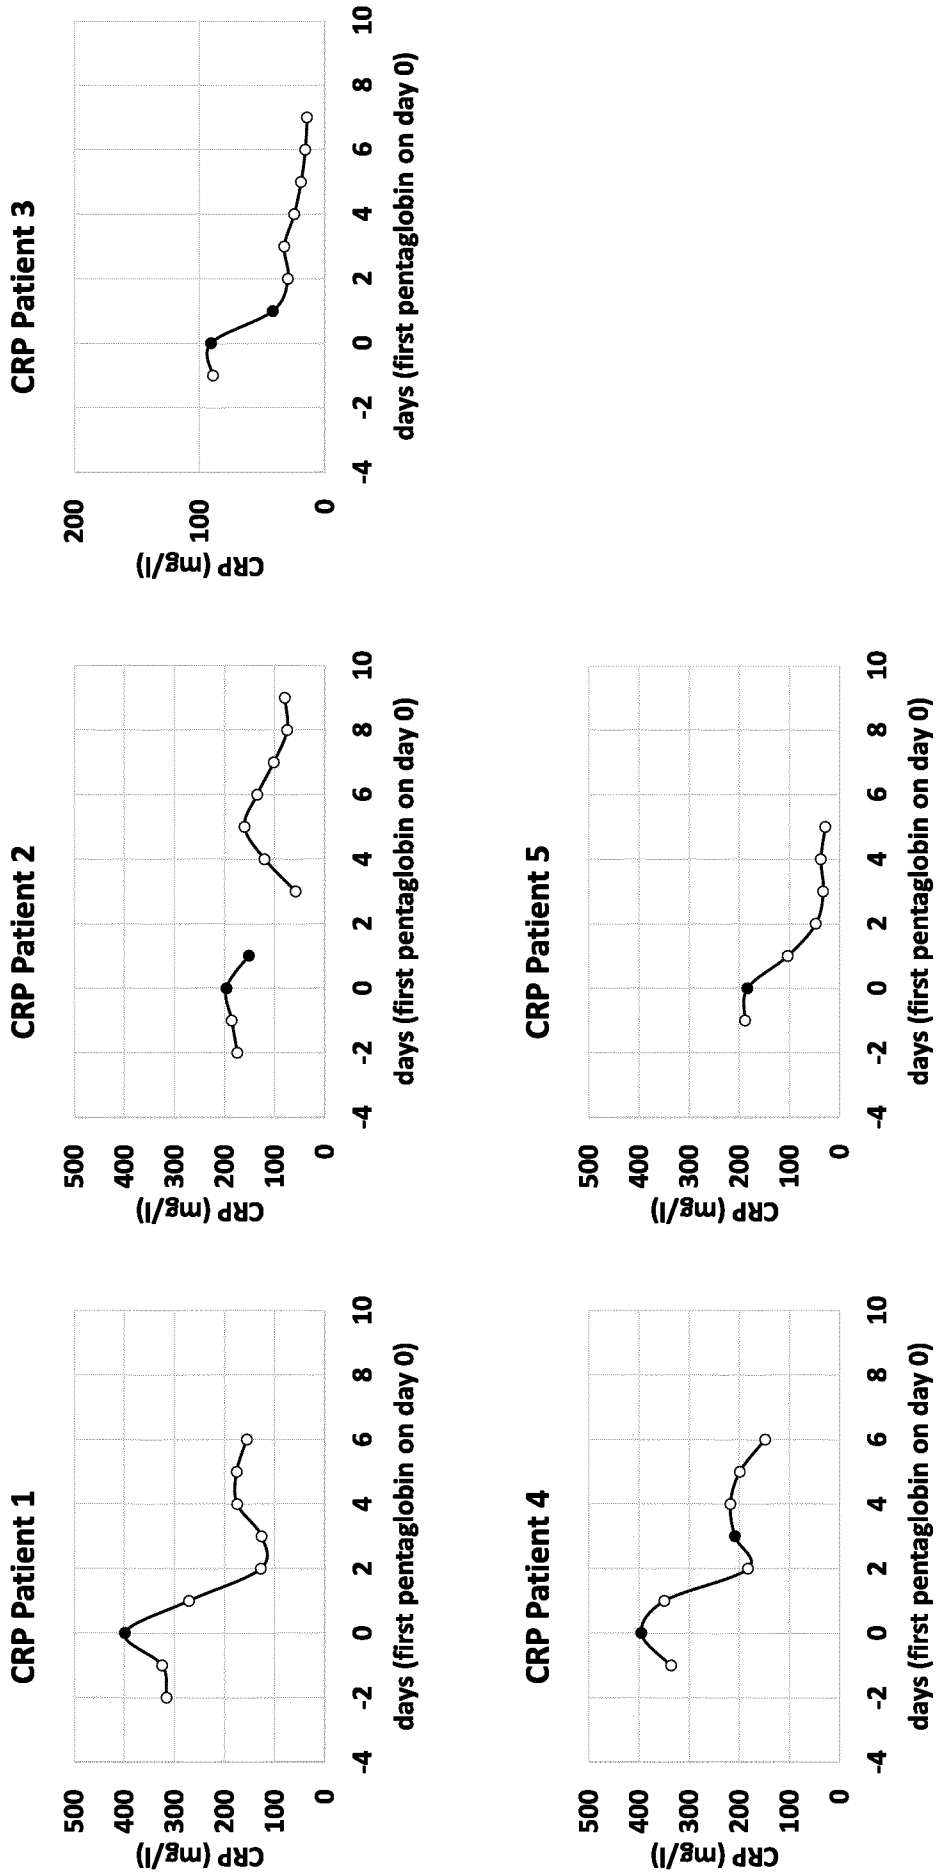 CRP Patient 1
500
400
300
200
100
0
CRP (mg/l)
-4 -2 0 2 4 6 8 10
days (first pentaglobin on day 0)
CRP Patient 2
500
400
300
200
100
0
CRP (mg/l)
-4 -2 0 2 4 6 8 10
days (first pentaglobin on day 0)
CRP Patient 3
200
100
0
CRP (mg/l)
-4 -2 0 2 4 6 8 10
days (first pentaglobin on day 0)
CRP Patient 4
500
400
300
200
100
0
CRP (mg/l)
-4 -2 0 2 4 6 8 10
days (first pentaglobin on day 0)
CRP Patient 5
500
400
300
200
100
0
CRP (mg/l)
-4 -2 0 2 4 6 8 10
days (first pentaglobin on day 0)